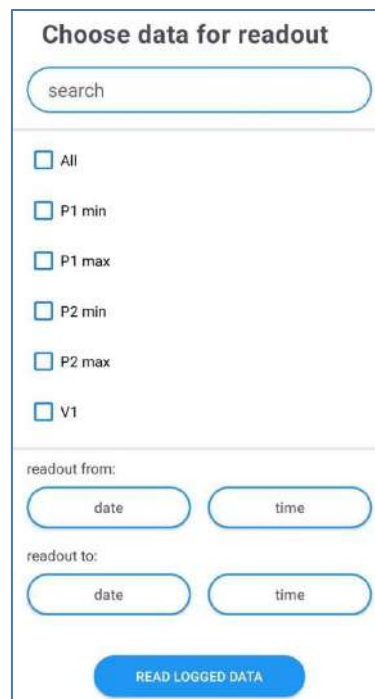 Choose data for readout
search
All
P1 min
P1 max
P2 min
P2 max
V1
readout from:
date time
readout to:
date time
READ LOGGED DATA